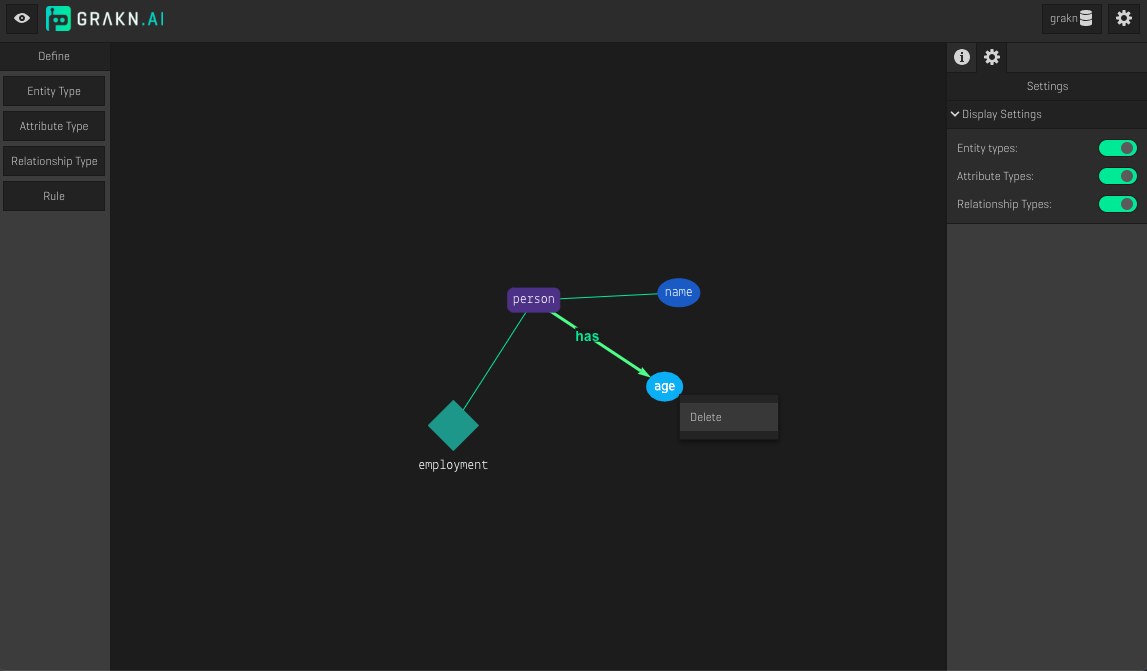 GRAKN.AI
grakn
Define
Entity Type
Attribute Type
Relationship Type
Rule
person
name
has
age
Delete
employment
Settings
Display Settings
Entity types:
Attribute Types:
Relationship Types: